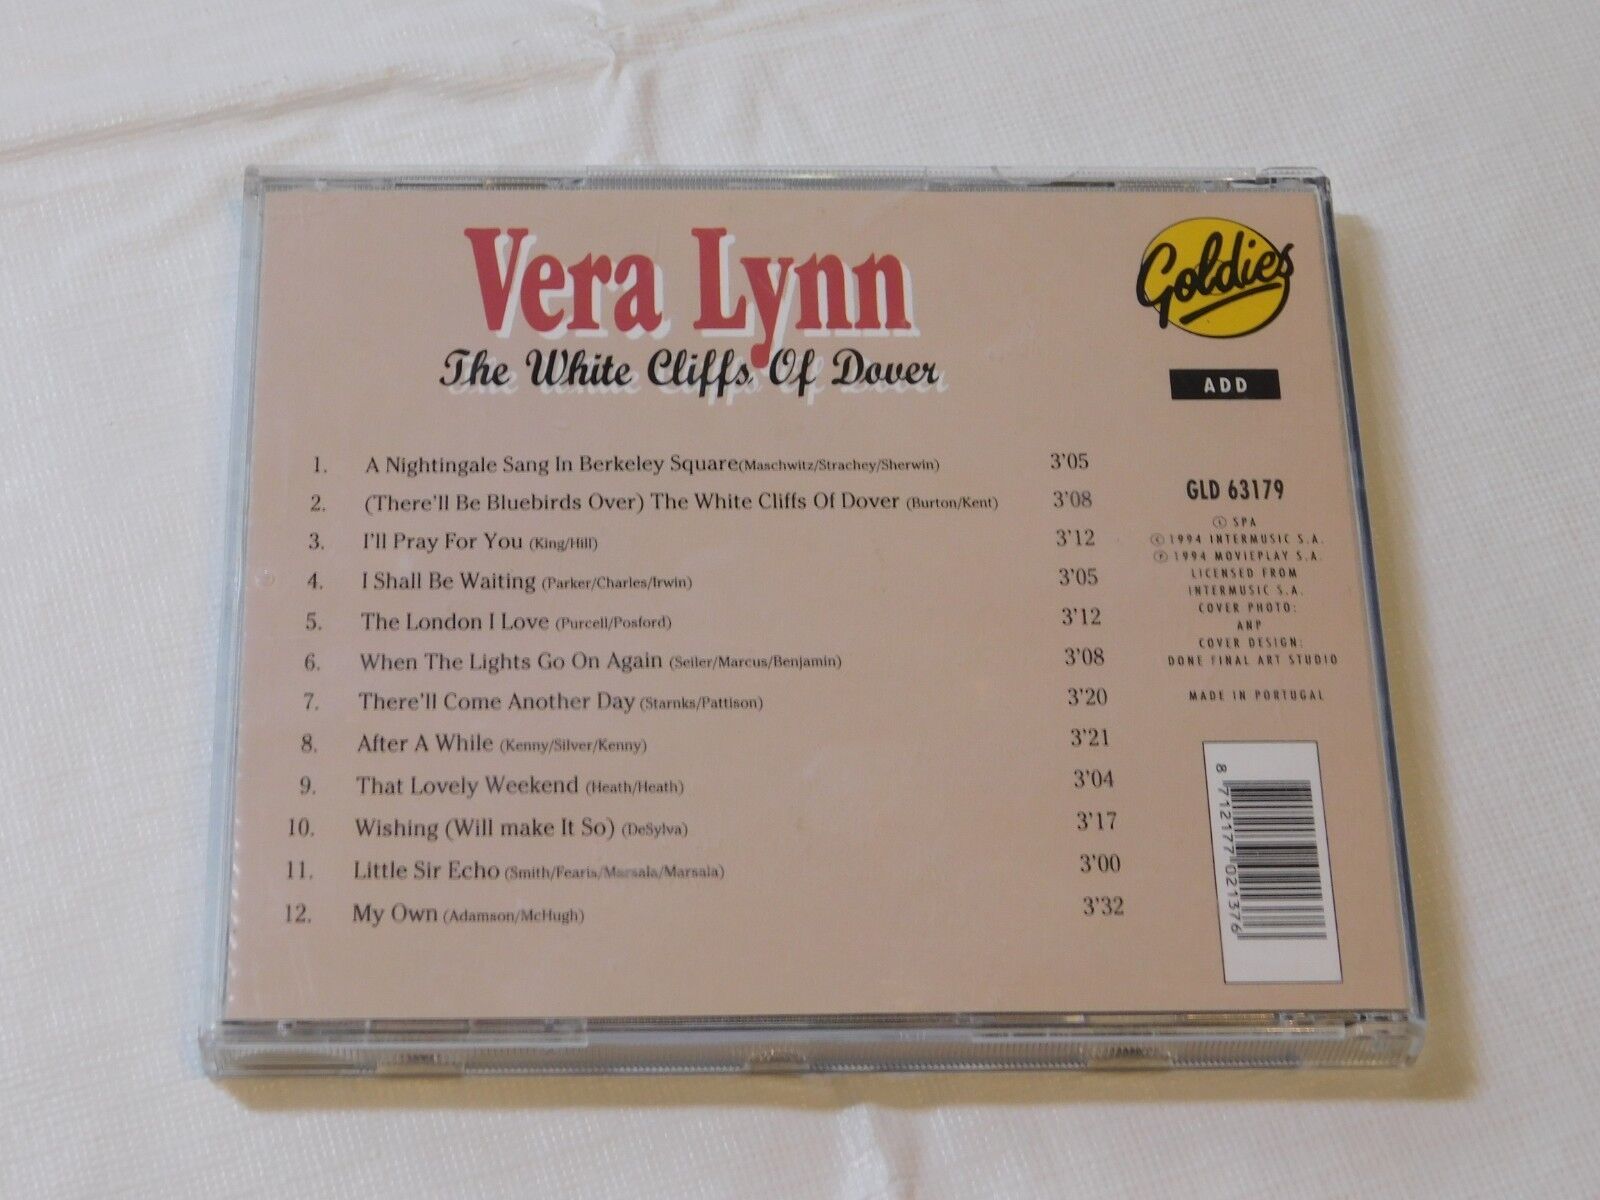 Vera Lynn
The White Cliffs Of Dover
Goldies
ADD
1. A Nightingale Sang In Berkeley Square(Maschwitz/Strachey/Sherwin) 3'05
2. (There'll Be Bluebirds Over) The White Cliffs Of Dover (Burton/Kent) 3'08
3. I'll Pray For You (King/Hill) 3'12
4. I Shall Be Waiting (Parker/Charles/Irwin) 3'05
5. The London I Love (Purcell/Posford) 3'12
6. When The Lights Go On Again (Seiler/Marcus/Benjamin) 3'08
7. There'll Come Another Day (Starnks/Pattison) 3'20
8. After A While (Kenny/Silver/Kenny) 3'21
9. That Lovely Weekend (Heath/Heath) 3'04
10. Wishing (Will make It So) (DeSylva) 3'17
11. Little Sir Echo (Smith/Fearis/Marsala/Marsala) 3'00
12. My Own (Adamson/McHugh) 3'32
GLD 63179
Ⓛ SPA
© 1994 INTERMUSIC S.A.
℗ 1994 MOVIEPLAY S.A.
LICENSED FROM
INTERMUSIC S.A.
COVER PHOTO:
ANP
COVER DESIGN:
DONE FINAL ART STUDIO
MADE IN PORTUGAL
8 712177 021376